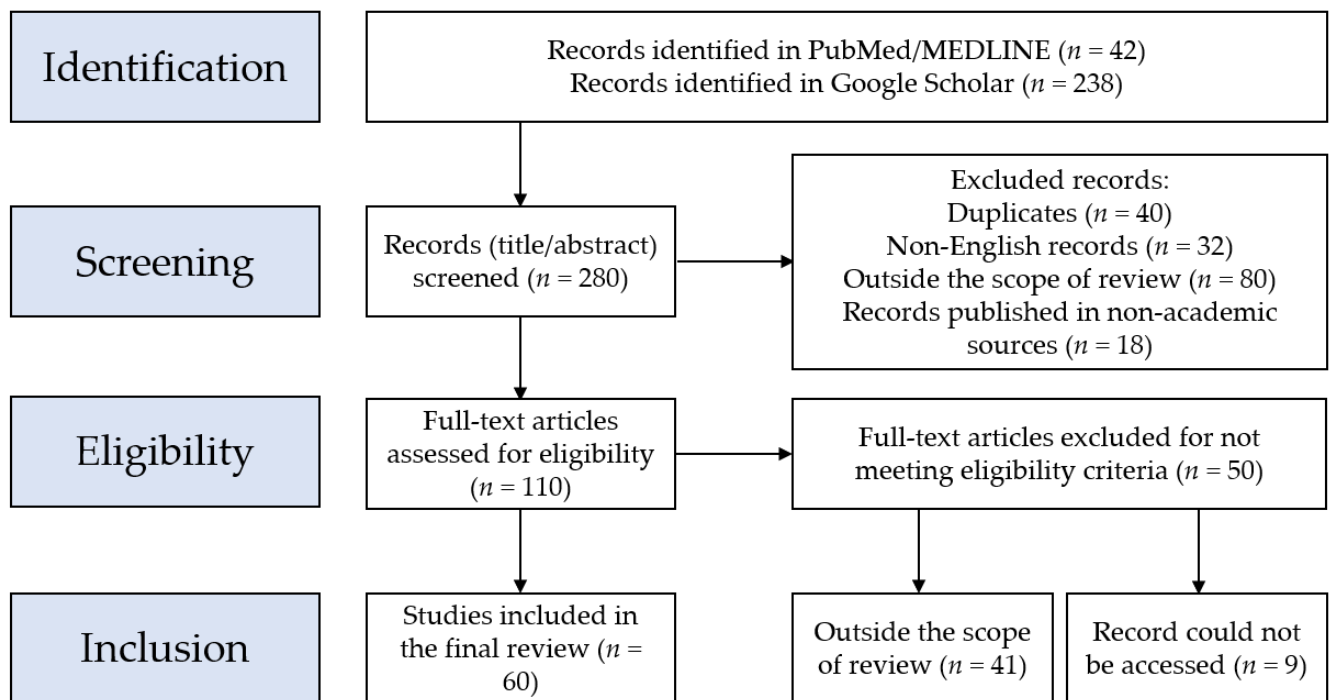 Identification
Records identified in PubMed/MEDLINE (n = 42)
Records identified in Google Scholar (n = 238)
Screening
Records (title/abstract)
screened (n = 280)
Excluded records:
Duplicates (n = 40)
Non-English records (n = 32)
Outside the scope of review (n = 80)
Records published in non-academic
sources (n = 18)
Eligibility
Full-text articles
assessed for eligibility
(n = 110)
Full-text articles excluded for not
meeting eligibility criteria (n = 50)
Inclusion
Studies included in
the final review (n =
60)
Outside the scope
of review (n = 41)
Record could not
be accessed (n = 9)